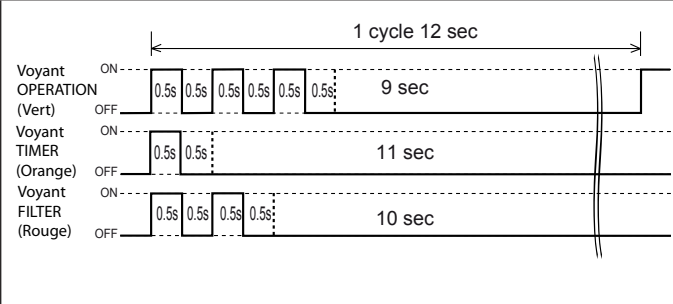 1 cycle 12 sec
Voyant
OPERATION
(Vert)
ON
OFF
0.5s 0.5s 0.5s 0.5s 0.5s 0.5s 9 sec
Voyant
TIMER
(Orange)
ON
OFF
0.5s 0.5s 11 sec
Voyant
FILTER
(Rouge)
ON
OFF
0.5s 0.5s 0.5s 0.5s 10 sec